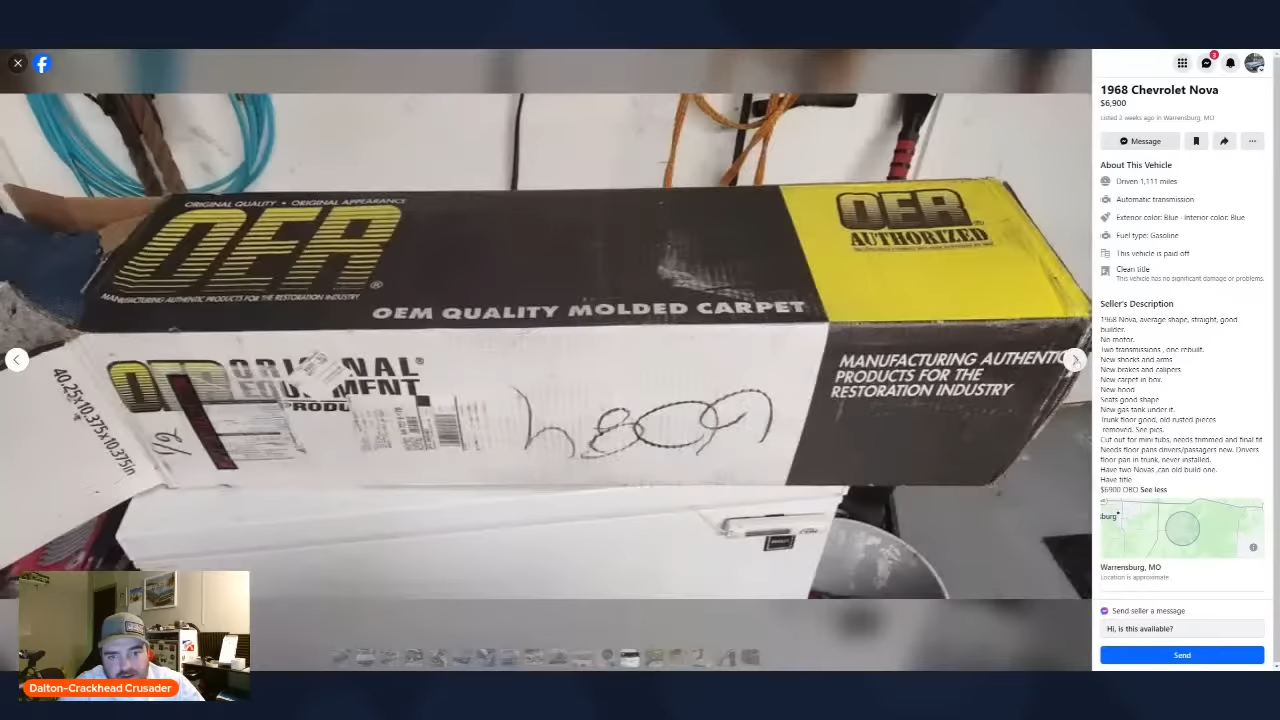 ORIGINAL QUALITY • ORIGINAL APPEARANCE
OER®
MANUFACTURING AUTHENTIC PRODUCTS FOR THE RESTORATION INDUSTRY
OEM QUALITY MOLDED CARPET
OER®
AUTHORIZED
40.25x10.375x10.375in
MANUFACTURING AUTHENTIC
PRODUCTS FOR THE
RESTORATION INDUSTRY
Dalton-Crackhead Crusader
3
1968 Chevrolet Nova
$6,900
Listed 2 weeks ago in Warrensburg, MO
Message
About This Vehicle
Driven 1,111 miles
Automatic transmission
Exterior color: Blue · Interior color: Blue
Fuel type: Gasoline
This vehicle is paid off
Clean title
This vehicle has no significant damage or problems.
Seller's Description
1968 Nova, average shape, straight, good
builder.
No motor.
Two transmissions , one rebuilt.
New shocks and arms
New brakes and calipers
New carpet in box.
New hood
Seats good shape
New gas tank under it.
Trunk floor good, old rusted pieces
removed. See pics.
Cut out for mini tubs, needs trimmed and final fit
Needs floor pans drivers/passengers new. Drivers
floor pan in trunk, never installed.
Have two Novas ,can old build one.
Have title
$6900 OBO See less
burg
Warrensburg, MO
Location is approximate
Send seller a message
Hi, is this available?
Send